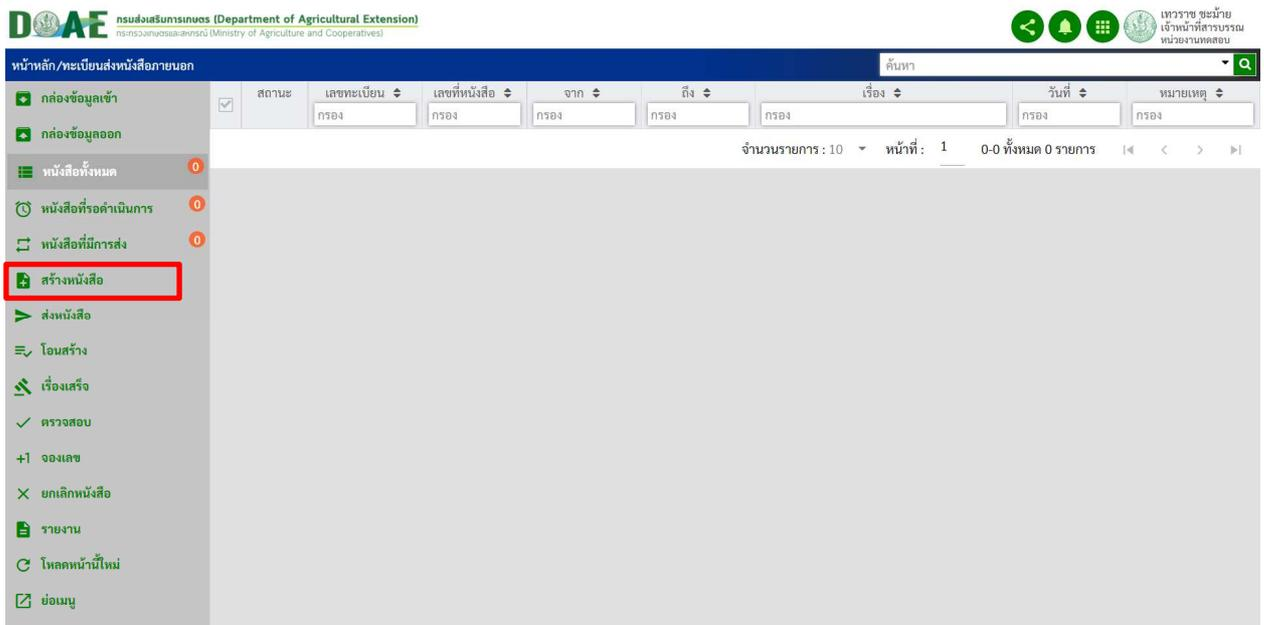 DOAE
กรมส่งเสริมการเกษตร (Department of Agricultural Extension)
กระทรวงเกษตรและสหกรณ์ (Ministry of Agriculture and Cooperatives)
เทวราช ชะม้าย
เจ้าหน้าที่สารบรรณ
หน่วยงานทดสอบ
หน้าหลัก/ทะเบียนส่งหนังสือภายนอก
ค้นหา
สถานะ เลขทะเบียน เลขที่หนังสือ จาก ถึง เรื่อง วันที่ หมายเหตุ
กรอง กรอง กรอง กรอง กรอง กรอง กรอง
จำนวนรายการ : 10 หน้าที่ : 1 0-0 ทั้งหมด 0 รายการ
กล่องข้อมูลเข้า
กล่องข้อมูลออก
หนังสือทั้งหมด 0
หนังสือที่รอดำเนินการ 0
หนังสือที่มีการส่ง 0
สร้างหนังสือ
ส่งหนังสือ
โอนสร้าง
เรื่องเสร็จ
ตรวจสอบ
+1 จองเลข
ยกเลิกหนังสือ
รายงาน
โหลดหน้านี้ใหม่
ย่อเมนู